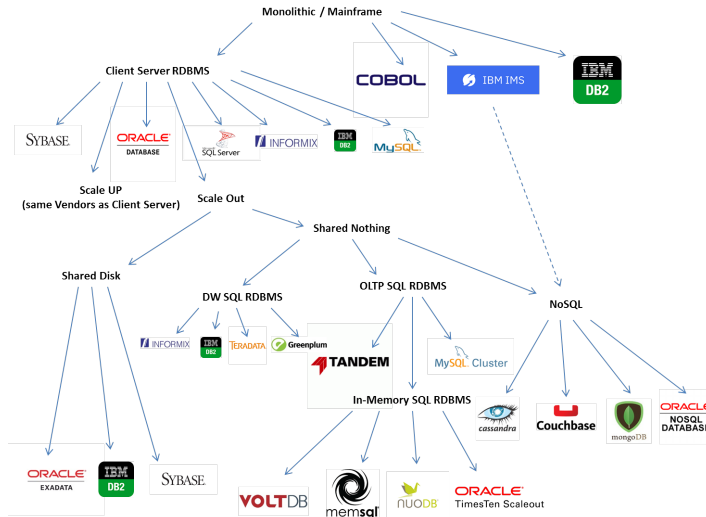 Monolithic / Mainframe
Client Server RDBMS
COBOL
IBM IMS
IBM
DB2
SYBASE
ORACLE
DATABASE
Microsoft
SQL Server
INFORMIX
IBM
DB2
MySQL
Scale UP
(same Vendors as Client Server)
Scale Out
Shared Nothing
Shared Disk
DW SQL RDBMS
OLTP SQL RDBMS
NoSQL
INFORMIX
IBM
DB2
TERADATA
Greenplum
TANDEM
MySQL Cluster
In-Memory SQL RDBMS
cassandra
Couchbase
mongoDB
ORACLE
NOSQL
DATABASE
ORACLE
EXADATA
IBM
DB2
SYBASE
VOLTDB
memsql
NUODB
ORACLE
TimesTen Scaleout